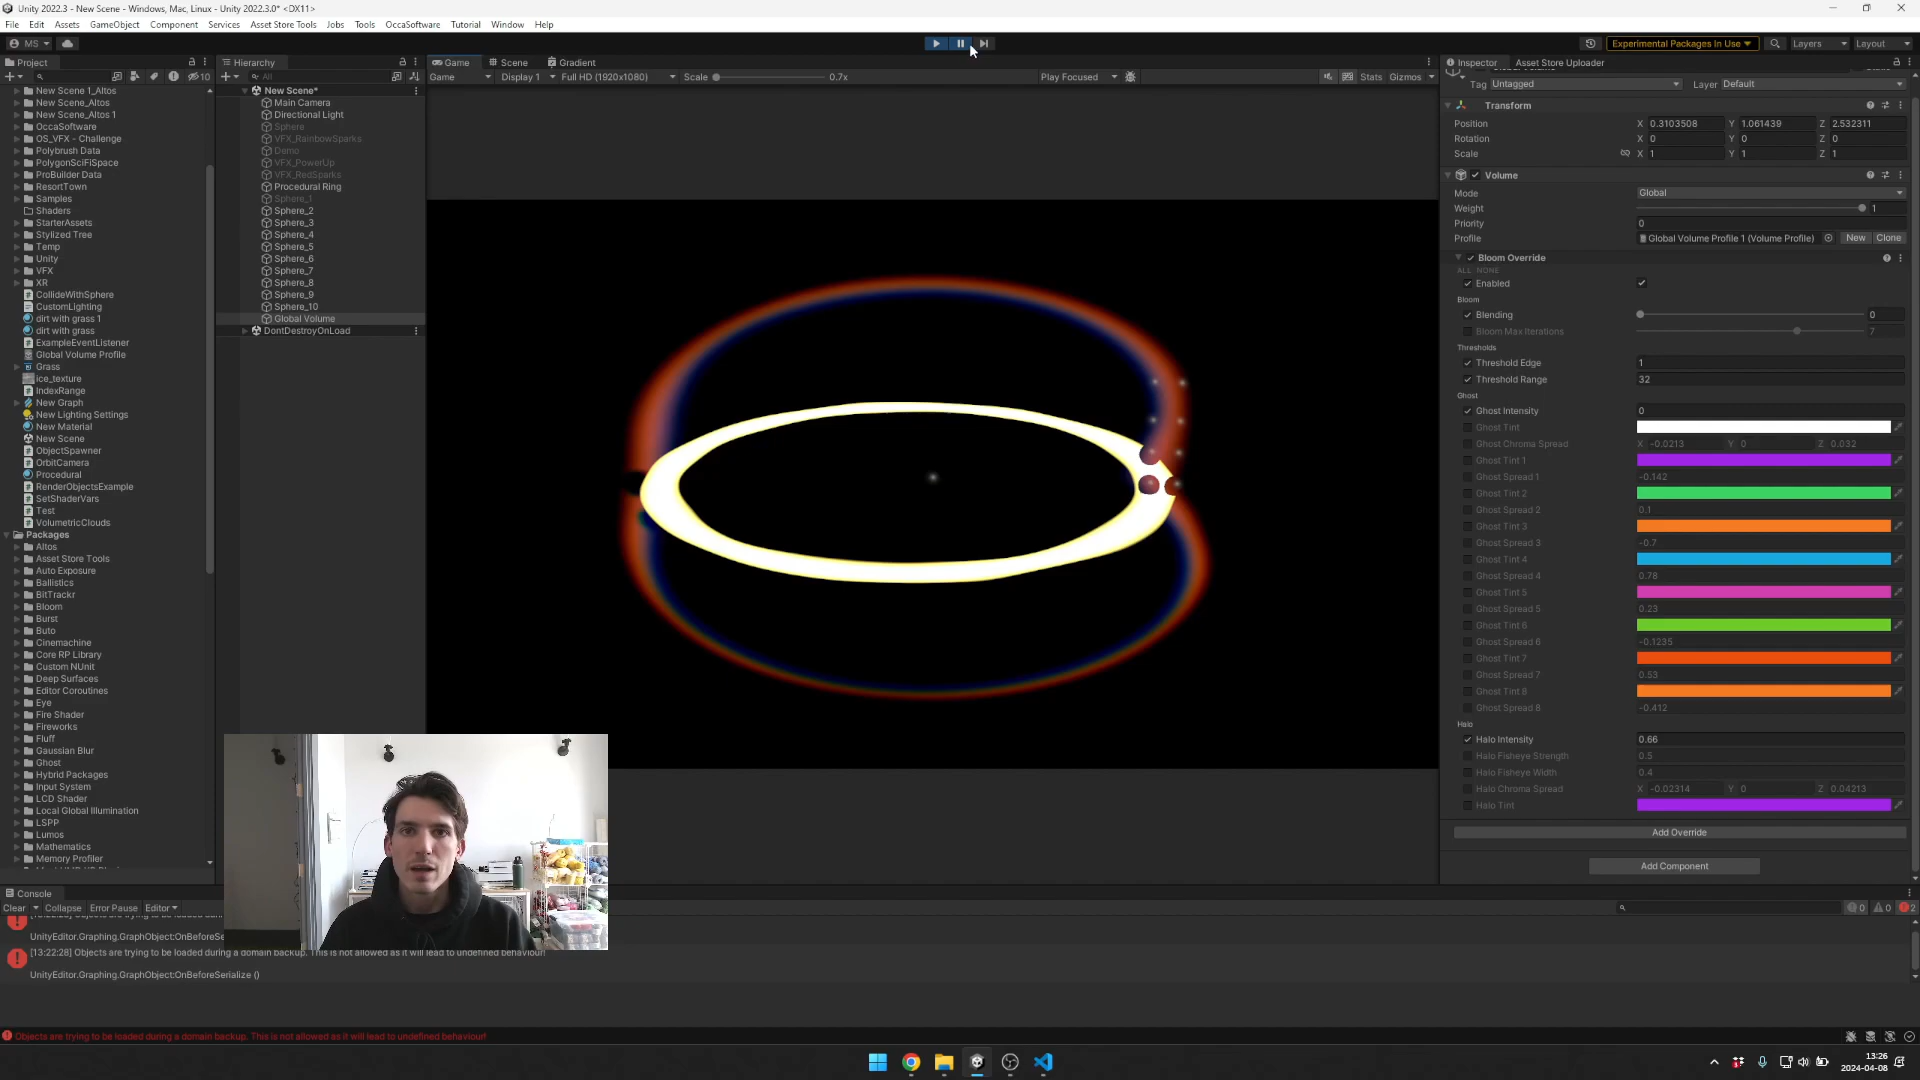 Unity 2022.3 - New Scene - Windows, Mac, Linux - Unity 2022.3.0* <DX11>
File Edit Assets GameObject Component Services Asset Store Tools Jobs Tools OccaSoftware Tutorial Window Help
MS
Experimental Packages In Use
Layers
Layout
Project
10
New Scene 1_Altos
New Scene_Altos
New Scene_Altos 1
OccaSoftware
OS_VFX - Challenge
Polybrush Data
PolygonSciFiSpace
ProBuilder Data
ResortTown
Samples
Shaders
StarterAssets
Stylized Tree
Temp
Unity
VFX
XR
CollideWithSphere
CustomLighting
dirt with grass 1
dirt with grass
ExampleEventListener
Global Volume Profile
Grass
ice_texture
IndexRange
New Graph
New Lighting Settings
New Material
New Scene
ObjectSpawner
OrbitCamera
Procedural
RenderObjectsExample
SetShaderVars
Test
VolumetricClouds
Packages
Altos
Asset Store Tools
Auto Exposure
Ballistics
BitTrackr
Bloom
Burst
Buto
Cinemachine
Core RP Library
Custom NUnit
Deep Surfaces
Editor Coroutines
Eye
Fire Shader
Fireworks
Fluff
Gaussian Blur
Ghost
Hybrid Packages
Input System
LCD Shader
Local Global Illumination
LSPP
Lumos
Mathematics
Memory Profiler
Hierarchy
All
New Scene*
Main Camera
Directional Light
Sphere
VFX_RainbowSparks
Demo
VFX_PowerUp
VFX_RedSparks
Procedural Ring
Sphere_1
Sphere_2
Sphere_3
Sphere_4
Sphere_5
Sphere_6
Sphere_7
Sphere_8
Sphere_9
Sphere_10
Global Volume
DontDestroyOnLoad
Game Scene Gradient
Game Display 1 Full HD (1920x1080) Scale 0.7x Play Focused Stats Gizmos
Inspector Asset Store Uploader
Tag Untagged Layer Default
Transform
Position X 0.3103508 Y 1.061439 Z 2.532311
Rotation X 0 Y 0 Z 0
Scale X 1 Y 1 Z 1
Volume
Mode Global
Weight 1
Priority 0
Profile Global Volume Profile 1 (Volume Profile) New Clone
Bloom Override
ALL NONE
Enabled
Bloom
Blending 0
Bloom Max Iterations 7
Thresholds
Threshold Edge 1
Threshold Range 32
Ghost
Ghost Intensity 0
Ghost Tint
Ghost Chroma Spread X -0.0213 Y 0 Z 0.032
Ghost Tint 1
Ghost Spread 1 -0.142
Ghost Tint 2
Ghost Spread 2 0.1
Ghost Tint 3
Ghost Spread 3 -0.7
Ghost Tint 4
Ghost Spread 4 0.78
Ghost Tint 5
Ghost Spread 5 0.23
Ghost Tint 6
Ghost Spread 6 -0.1235
Ghost Tint 7
Ghost Spread 7 0.53
Ghost Tint 8
Ghost Spread 8 -0.412
Halo
Halo Intensity 0.66
Halo Fisheye Strength 0.5
Halo Fisheye Width 0.4
Halo Chroma Spread X -0.02314 Y 0 Z 0.04213
Halo Tint
Add Override
Add Component
Console
Clear Collapse Error Pause Editor
0 0 2
UnityEditor.Graphing.GraphObject:OnBeforeSe
[13:22:28] Objects are trying to be loaded during a domain backup. This is not allowed as it will lead to undefined behaviour!
UnityEditor.Graphing.GraphObject:OnBeforeSerialize ()
Objects are trying to be loaded during a domain backup. This is not allowed as it will lead to undefined behaviour!
13:26
2024-04-08